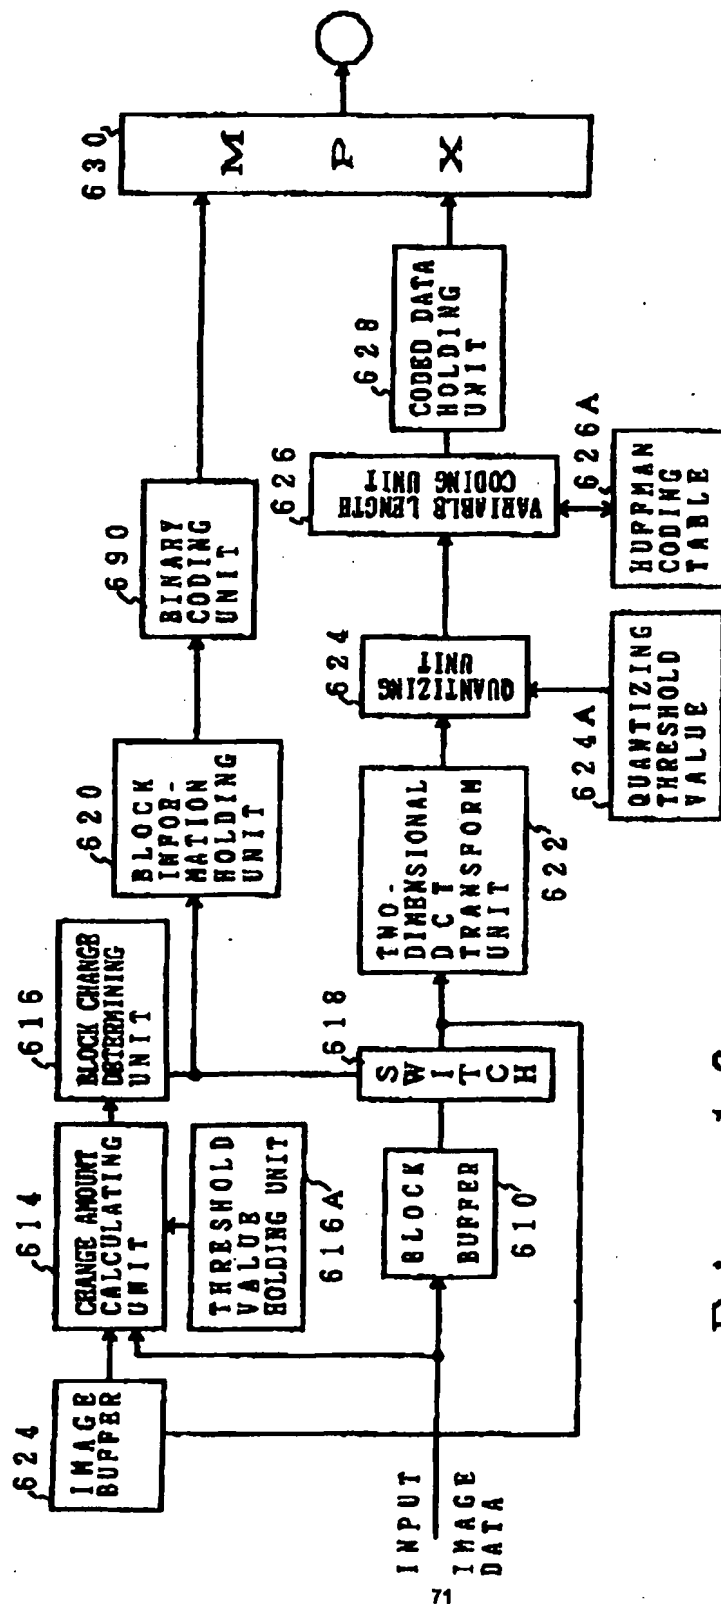 624
IMAGE
BUFFER
614
CHANGE AMOUNT
CALCULATING
UNIT
616
BLOCK CHANGE
DETERMINING
UNIT
620
BLOCK
INFOR-
MATION
HOLDING
UNIT
690
BINARY
CODING
UNIT
630
M P X
THRESHOLD
VALUE
HOLDING UNIT
616A
INPUT
IMAGE
DATA
BLOCK
BUFFER
610
618
SWITCH
TWO-
DIMENSIONAL
DCT
TRANSFORM
UNIT
622
624
QUANTIZING
UNIT
626
VARIABLE LENGTH
CODING UNIT
628
CODED DATA
HOLDING
UNIT
624A
QUANTIZING
THRESHOLD
VALUE
626A
HUFFMAN
CODING
TABLE
71